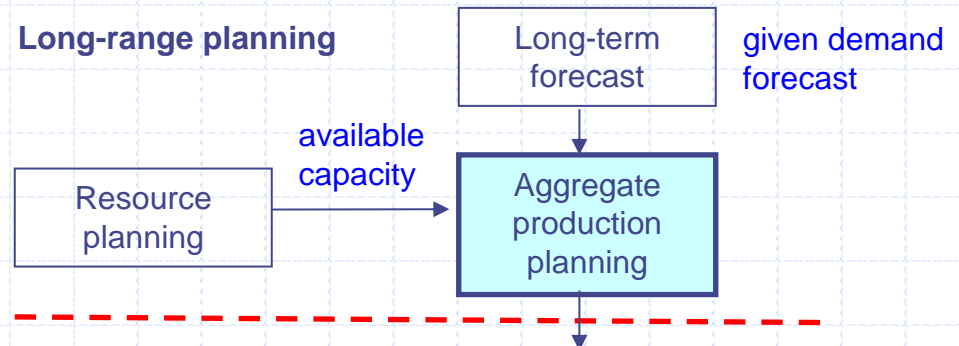 Long-range planning
Long-term
forecast
given demand
forecast
available
capacity
Resource
planning
Aggregate
production
planning